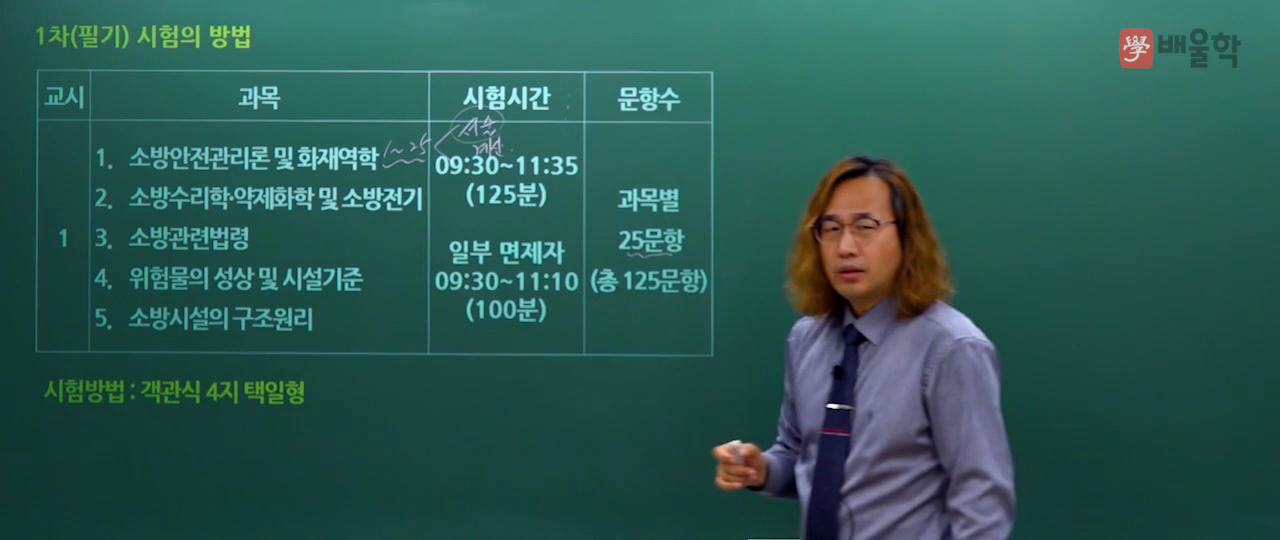 1차(필기) 시험의 방법
學 배울학
교시 과목 시험시간 문항수
1. 소방안전관리론 및 화재역학 1~25 서술
계산
09:30~11:35
2. 소방수리학·약제화학 및 소방전기 (125분) 과목별
1 3. 소방관련법령 일부 면제자 25문항
4. 위험물의 성상 및 시설기준 09:30~11:10 (총 125문항)
5. 소방시설의 구조원리 (100분)
시험방법 : 객관식 4지 택일형